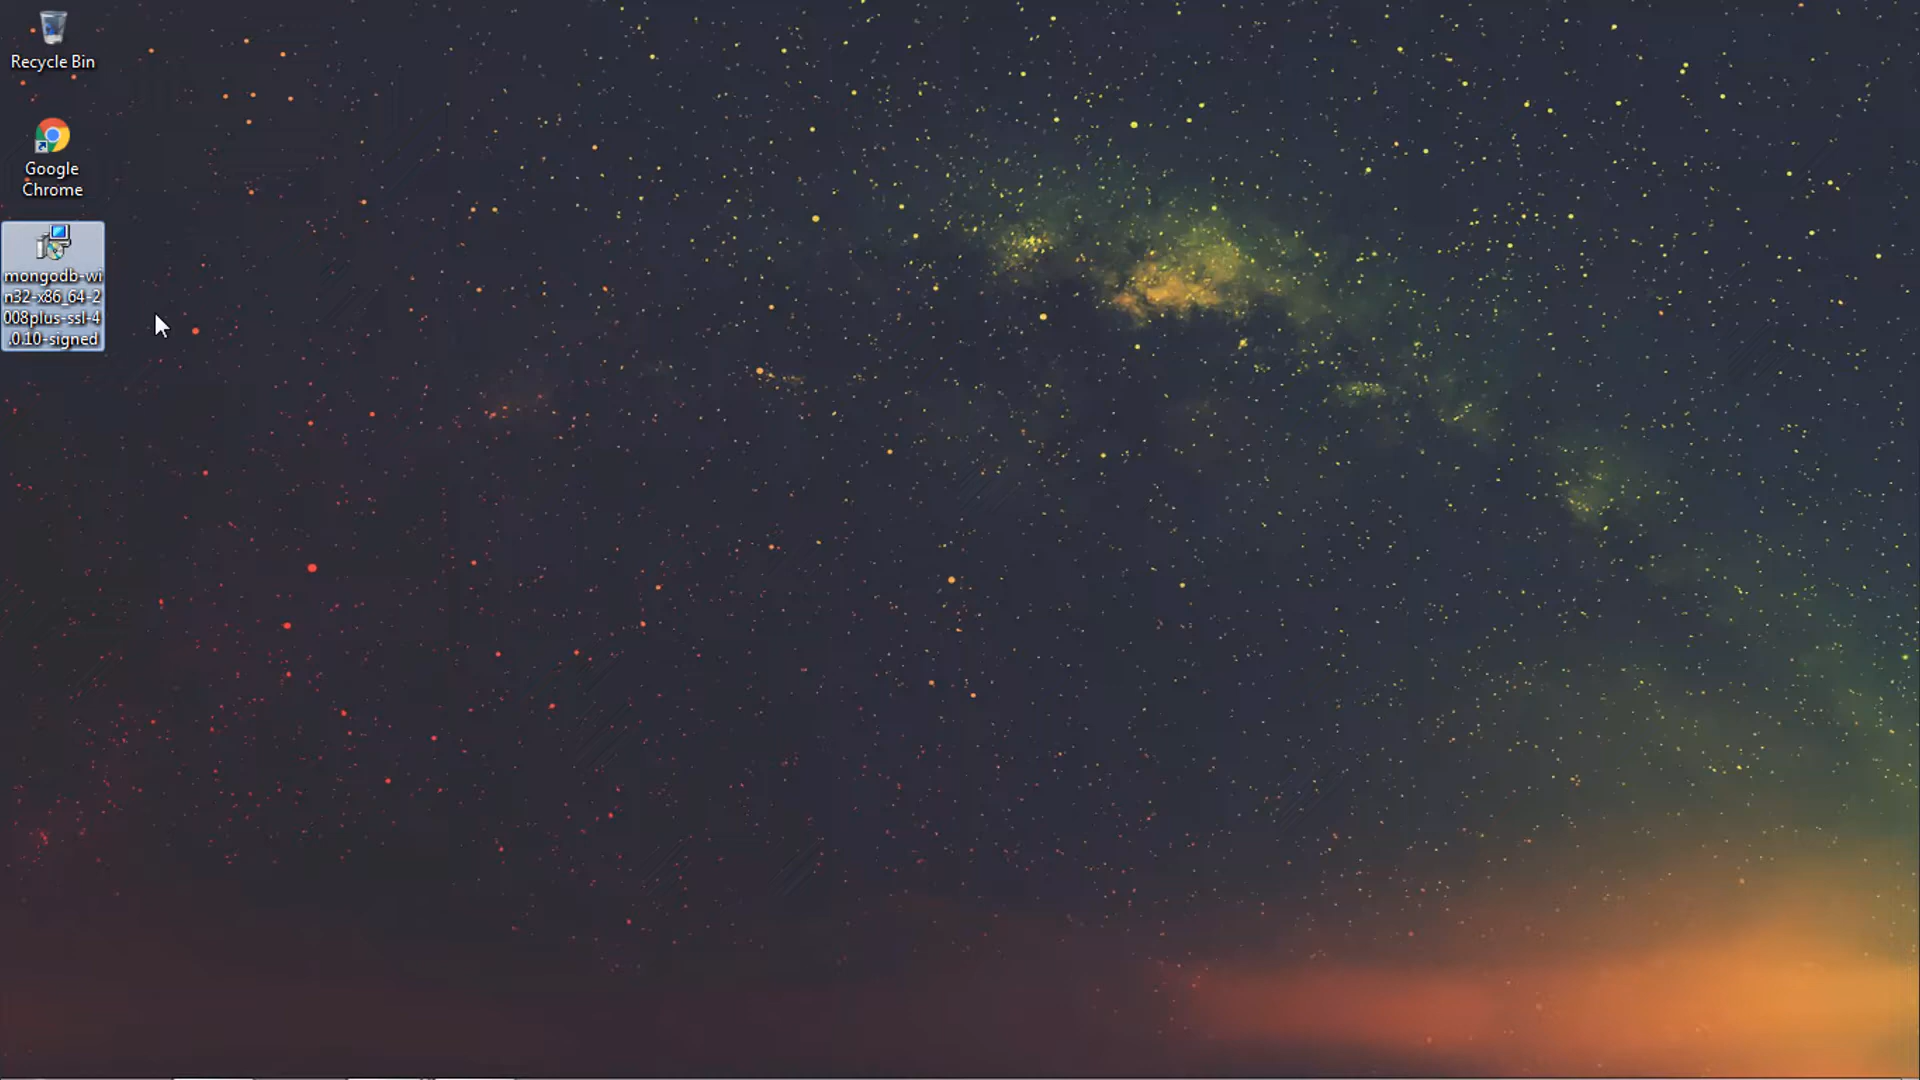 Recycle Bin
Google
Chrome
mongodb-wi
n32-x86_64-2
008plus-ssl-4
.0.10-signed